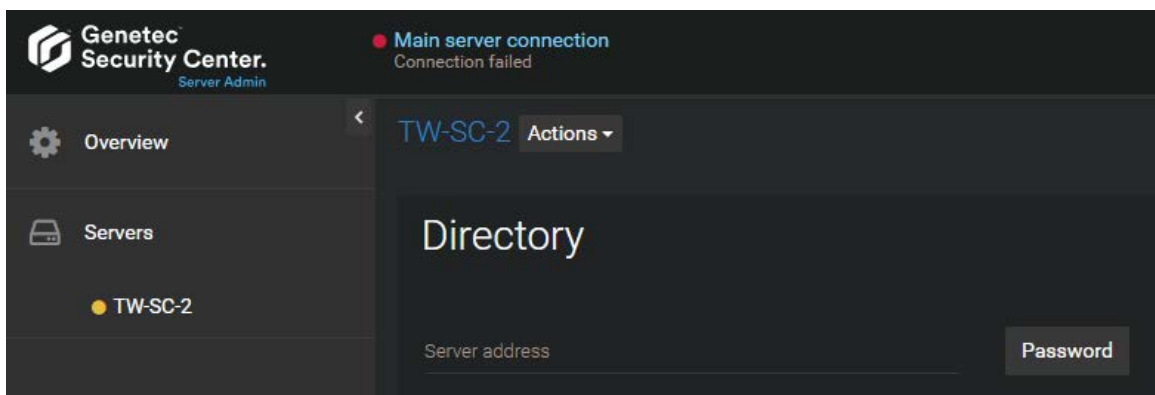 Genetec
Security Center.
Server Admin
Main server connection
Connection failed
Overview
TW-SC-2 Actions
Servers
Directory
TW-SC-2
Server address
Password